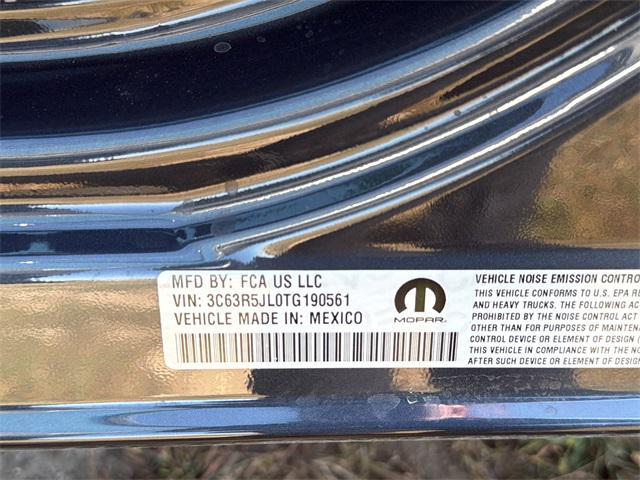 MFD BY: FCA US LLC
VIN: 3C63R5JL0TG190561
VEHICLE MADE IN: MEXICO
MOPAR
VEHICLE NOISE EMISSION CONTRO
THIS VEHICLE CONFORMS TO U.S. EPA RE
AND HEAVY TRUCKS. THE FOLLOWING AC
PROHIBITED BY THE NOISE CONTROL ACT
OTHER THAN FOR PURPOSES OF MAINTEN
CONTROL DEVICE OR ELEMENT OF DESIGN (
THIS VEHICLE IN COMPLIANCE WITH THE NO
AFTER SUCH DEVICE OR ELEMENT OF DESIGN